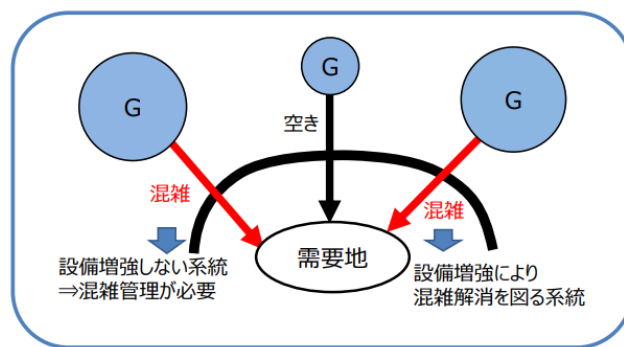 G
G
G
空き
混雑
混雑
需要地
設備増強しない系統
⇒混雑管理が必要
設備増強により
混雑解消を図る系統